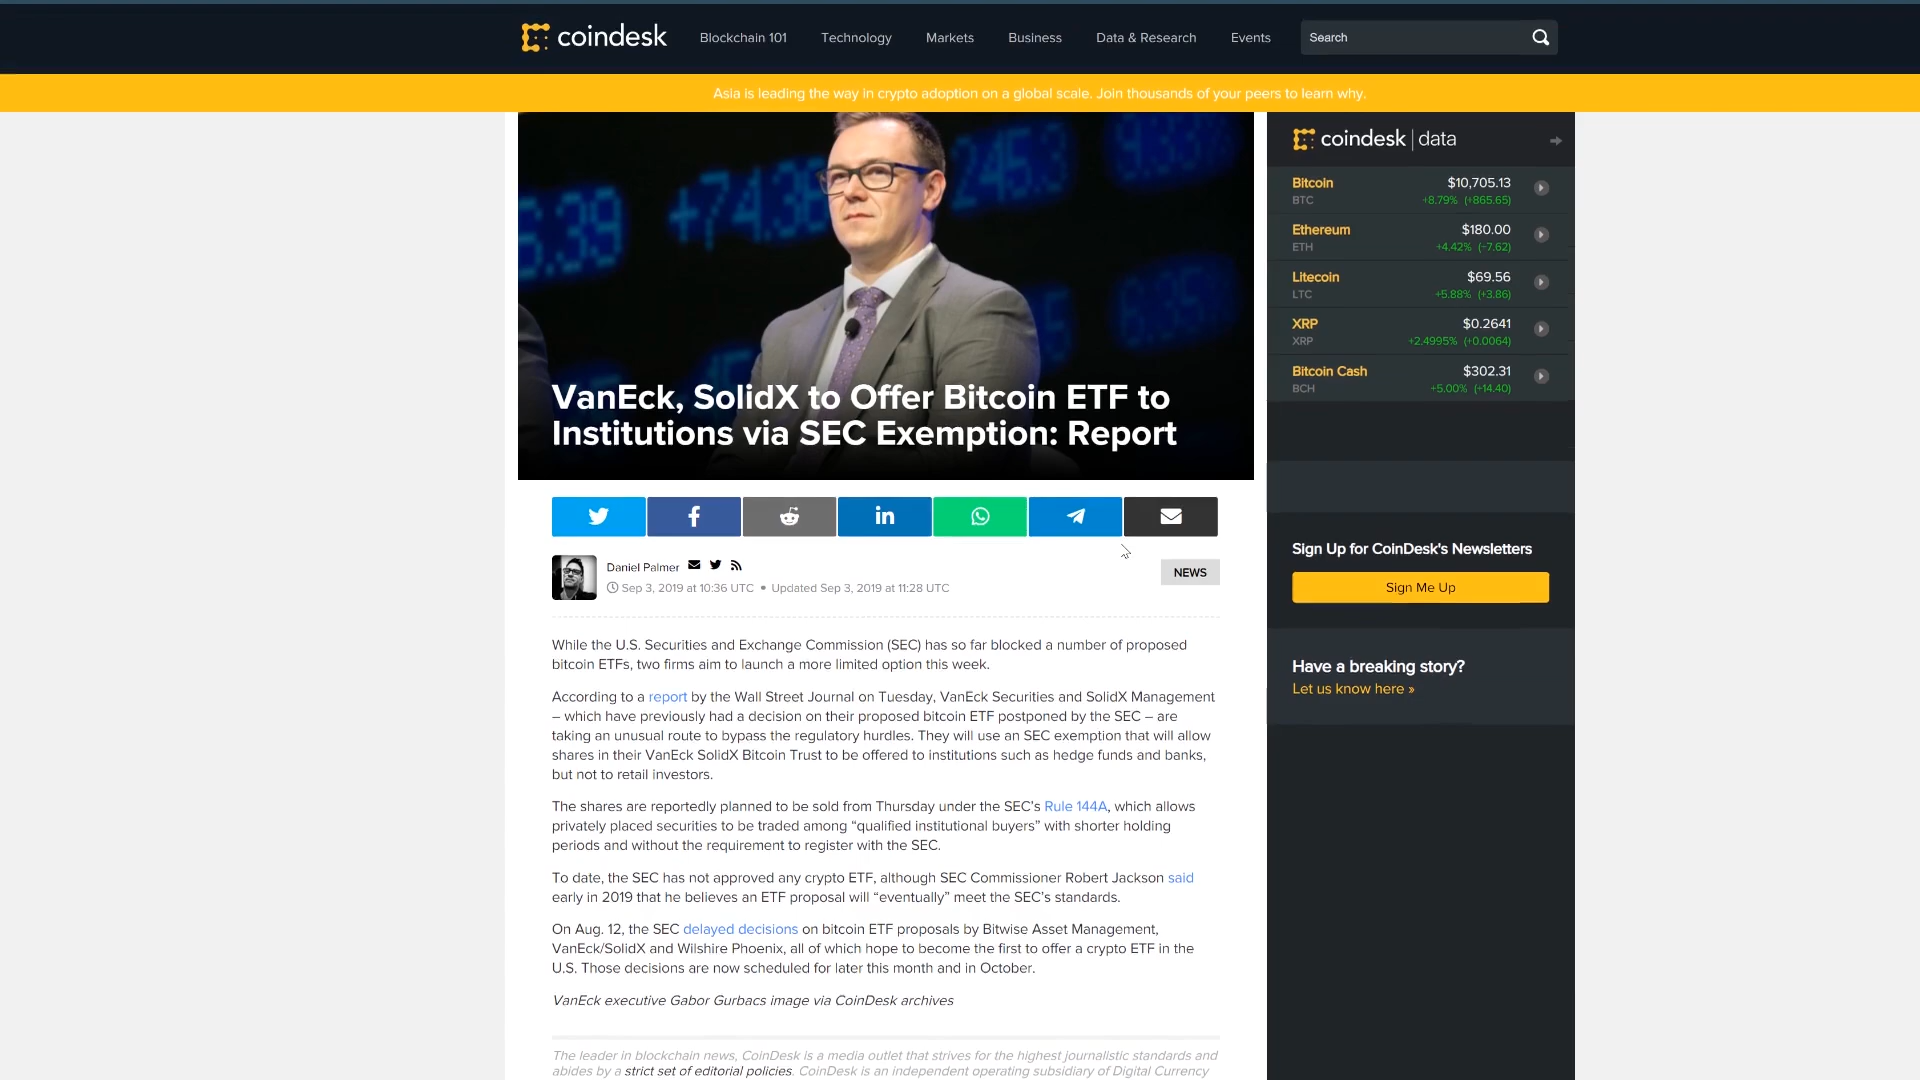 coindesk
Blockchain 101 Technology Markets Business Data & Research Events Search
Asia is leading the way in crypto adoption on a global scale. Join thousands of your peers to learn why.
VanEck, SolidX to Offer Bitcoin ETF to
Institutions via SEC Exemption: Report
NEWS
Daniel Palmer
Sep 3, 2019 at 10:36 UTC • Updated Sep 3, 2019 at 11:28 UTC
While the U.S. Securities and Exchange Commission (SEC) has so far blocked a number of proposed
bitcoin ETFs, two firms aim to launch a more limited option this week.
According to a report by the Wall Street Journal on Tuesday, VanEck Securities and SolidX Management
– which have previously had a decision on their proposed bitcoin ETF postponed by the SEC – are
taking an unusual route to bypass the regulatory hurdles. They will use an SEC exemption that will allow
shares in their VanEck SolidX Bitcoin Trust to be offered to institutions such as hedge funds and banks,
but not to retail investors.
The shares are reportedly planned to be sold from Thursday under the SEC’s Rule 144A, which allows
privately placed securities to be traded among “qualified institutional buyers” with shorter holding
periods and without the requirement to register with the SEC.
To date, the SEC has not approved any crypto ETF, although SEC Commissioner Robert Jackson said
early in 2019 that he believes an ETF proposal will “eventually” meet the SEC’s standards.
On Aug. 12, the SEC delayed decisions on bitcoin ETF proposals by Bitwise Asset Management,
VanEck/SolidX and Wilshire Phoenix, all of which hope to become the first to offer a crypto ETF in the
U.S. Those decisions are now scheduled for later this month and in October.
VanEck executive Gabor Gurbacs image via CoinDesk archives
The leader in blockchain news, CoinDesk is a media outlet that strives for the highest journalistic standards and
abides by a strict set of editorial policies. CoinDesk is an independent operating subsidiary of Digital Currency
coindesk | data
Bitcoin $10,705.13
BTC +8.79% (+865.65)
Ethereum $180.00
ETH +4.42% (-7.62)
Litecoin $69.56
LTC +5.88% (+3.86)
XRP $0.2641
XRP +2.4995% (+0.0064)
Bitcoin Cash $302.31
BCH +5.00% (+14.40)
Sign Up for CoinDesk's Newsletters
Sign Me Up
Have a breaking story?
Let us know here »